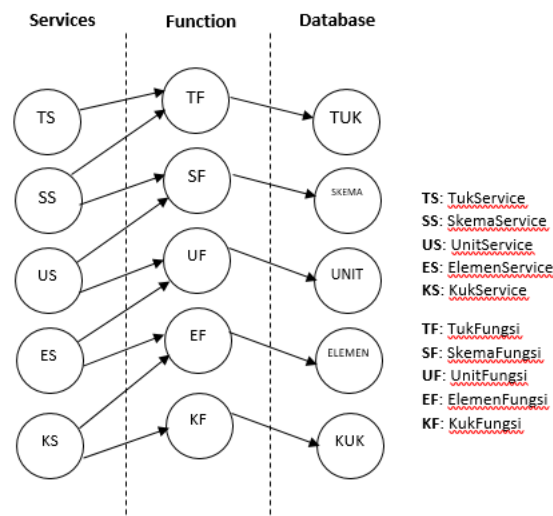 Services Function Database
TS TF TUK
SS SF SKEMA
US UF UNIT
ES EF ELEMEN
KS KF KUK
TS: TukService
SS: SkemaService
US: UnitService
ES: ElemenService
KS: KukService
TF: TukFungsi
SF: SkemaFungsi
UF: UnitFungsi
EF: ElemenFungsi
KF: KukFungsi